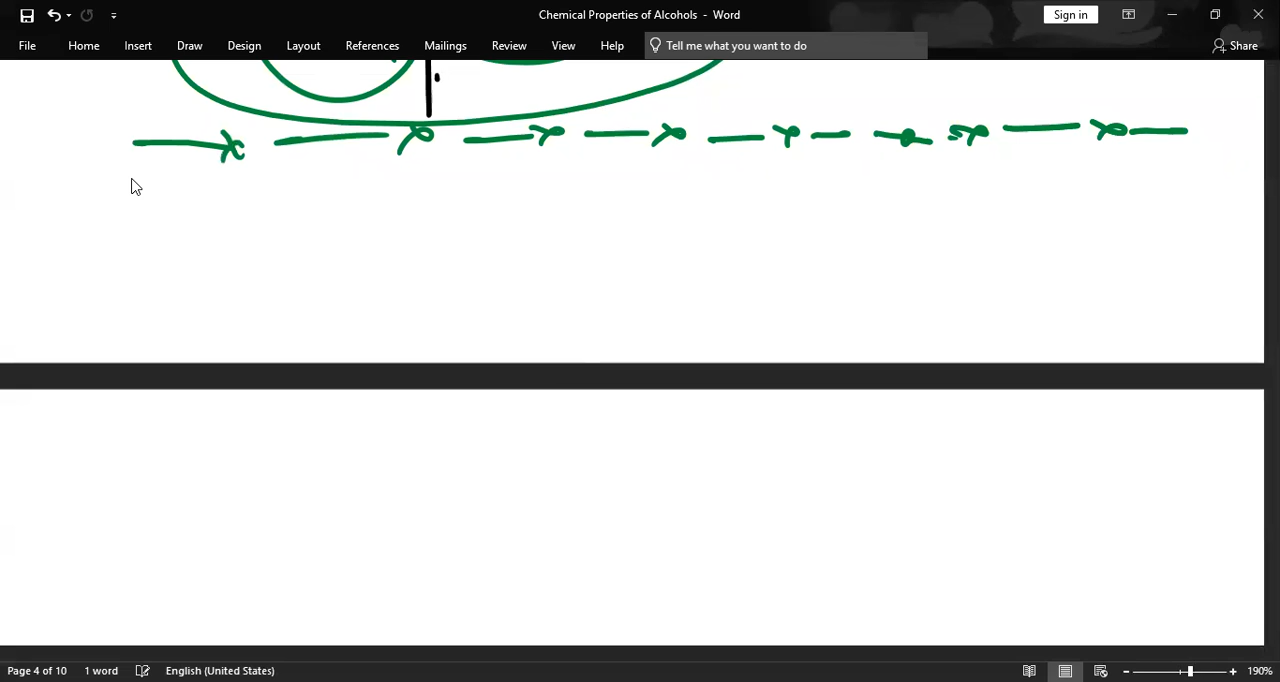 Chemical Properties of Alcohols - Word
Sign in
File Home Insert Draw Design Layout References Mailings Review View Help Tell me what you want to do Share
Page 4 of 10 1 word English (United States) 190%